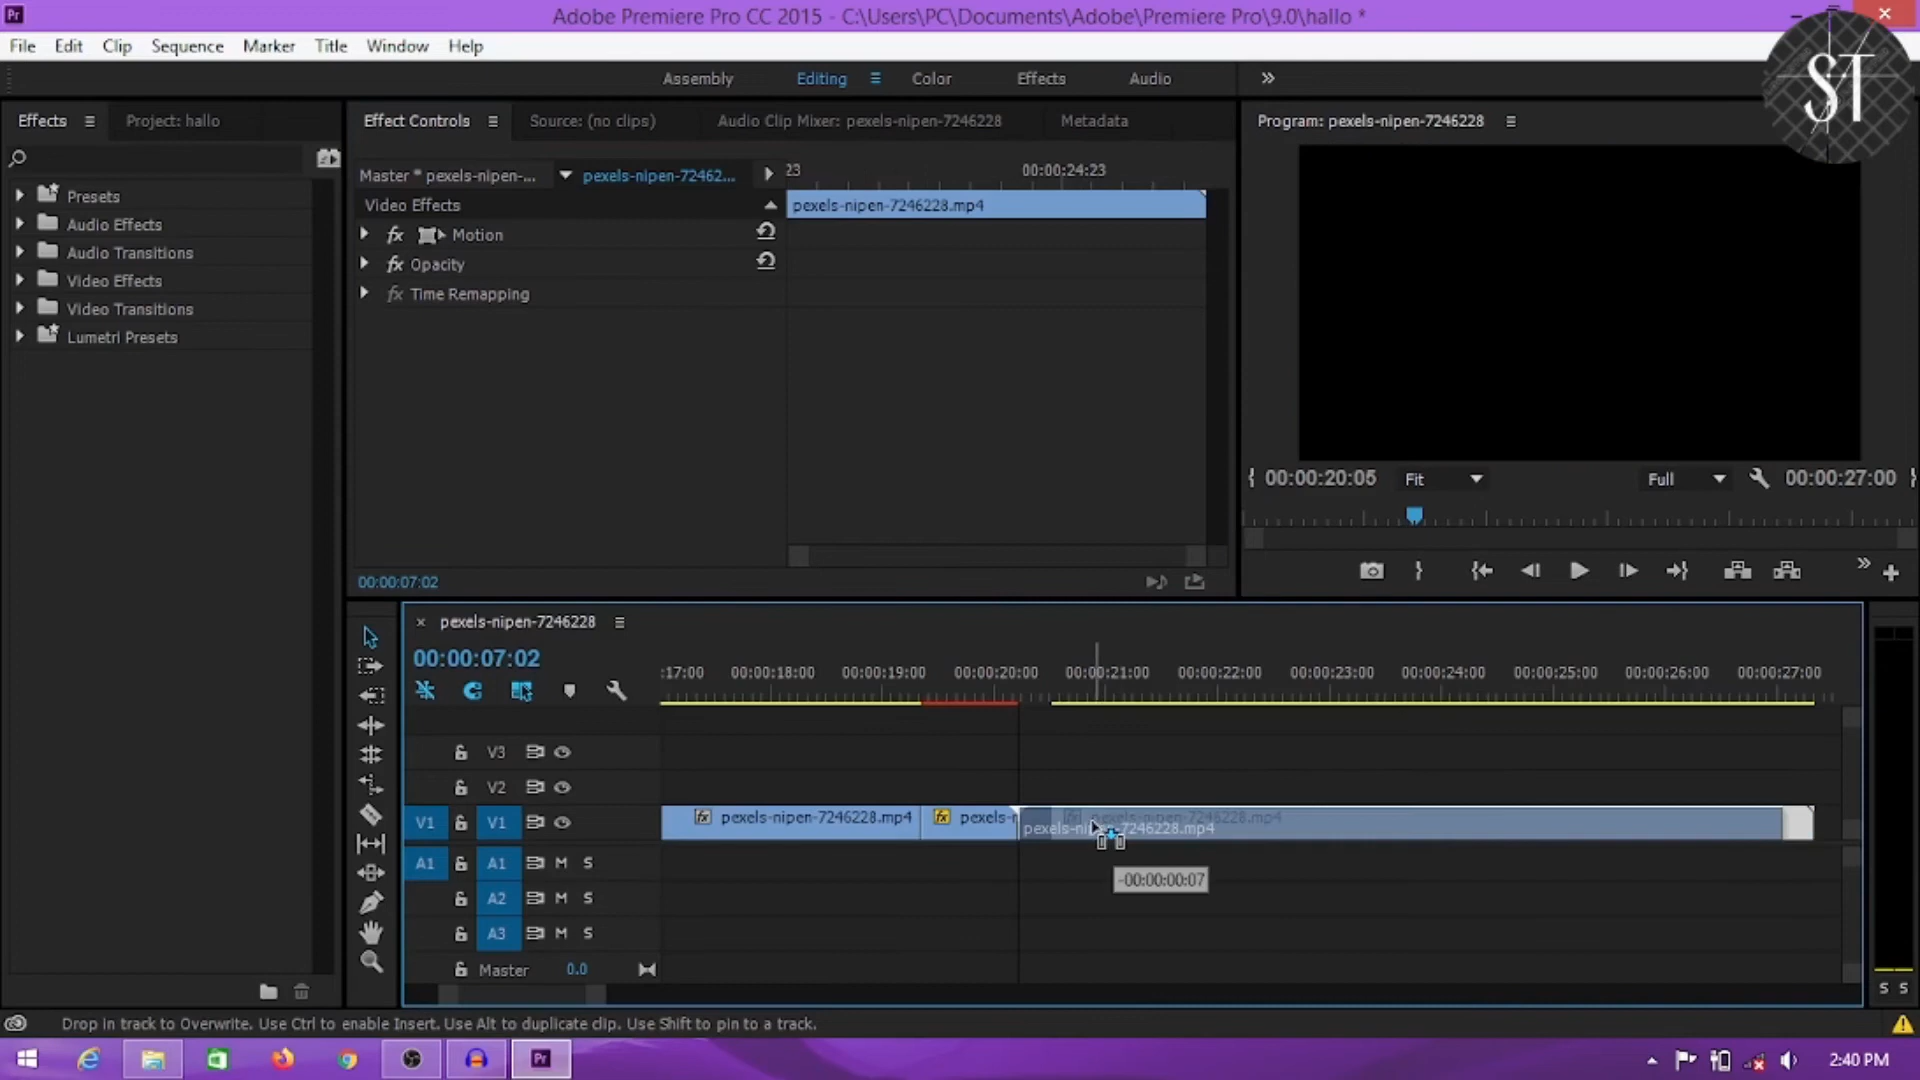 Pr
Adobe Premiere Pro CC 2015 - C:\Users\PC\Documents\Adobe\Premiere Pro\9.0\hallo *
File Edit Clip Sequence Marker Title Window Help
ST
Assembly Editing Color Effects Audio
Effects Project: hallo
Effect Controls Source: (no clips) Audio Clip Mixer: pexels-nipen-7246228 Metadata
Program: pexels-nipen-7246228
Presets
Audio Effects
Audio Transitions
Video Effects
Video Transitions
Lumetri Presets
Master * pexels-nipen-... pexels-nipen-72462... 23 00:00:24:23
Video Effects pexels-nipen-7246228.mp4
fx Motion
fx Opacity
fx Time Remapping
00:00:07:02
00:00:20:05 Fit Full 00:00:27:00
pexels-nipen-7246228
00:00:07:02
:17:00 00:00:18:00 00:00:19:00 00:00:20:00 00:00:21:00 00:00:22:00 00:00:23:00 00:00:24:00 00:00:25:00 00:00:26:00 00:00:27:00
V3
V2
V1 V1 fx pexels-nipen-7246228.mp4 fx pexels-n fx pexels-nipen-7246228.mp4
pexels-nipen-7246228.mp4
A1 A1 M S
-00:00:00:07
A2 M S
A3 M S
Master 0.0
S S
Drop in track to Overwrite. Use Ctrl to enable Insert. Use Alt to duplicate clip. Use Shift to pin to a track.
Pr
2:40 PM